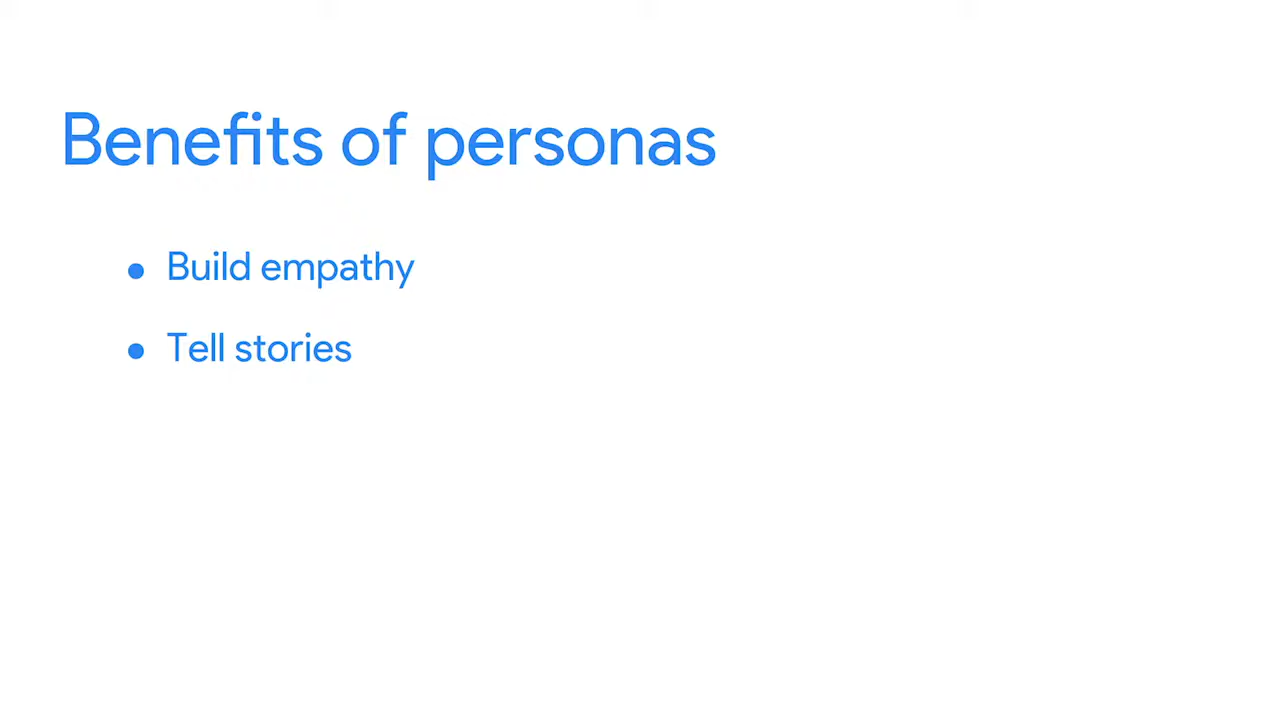 Benefits of personas
• Build empathy
• Tell stories